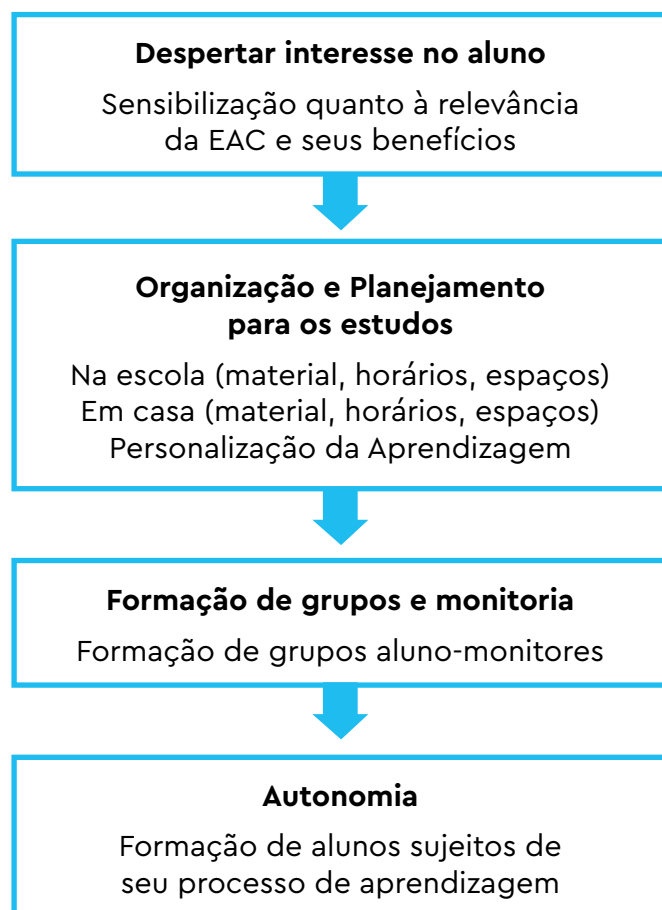 Despertar interesse no aluno
Sensibilização quanto à relevância
da EAC e seus benefícios
Organização e Planejamento
para os estudos
Na escola (material, horários, espaços)
Em casa (material, horários, espaços)
Personalização da Aprendizagem
Formação de grupos e monitoria
Formação de grupos aluno-monitores
Autonomia
Formação de alunos sujeitos de
seu processo de aprendizagem